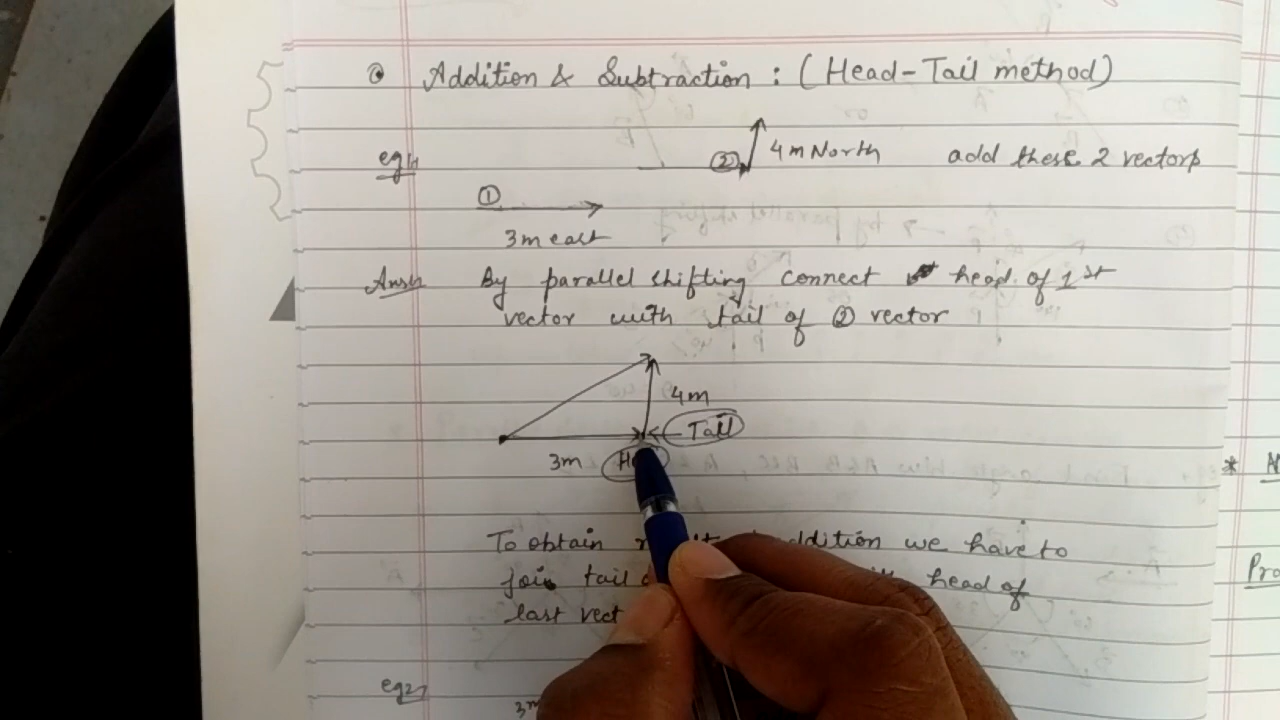 Addition & Subtraction : (Head-Tail method)
eg1,
② 4m North add these 2 vectors
①
3m east
Ans, By parallel shifting connect head of 1st
vector with tail of ② vector
4m
Tail
3m
To obtain addition we have to
join tail head of
last
eg2,
3m